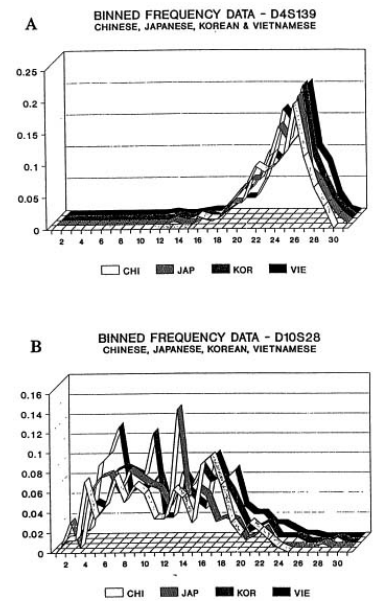 A
BINNED FREQUENCY DATA - D4S139
CHINESE, JAPANESE, KOREAN & VIETNAMESE
0.25
0.2
0.15
0.1
0.05
0
2 4 6 8 10 12 14 16 18 20 22 24 26 28 30
CHI JAP KOR VIE
B
BINNED FREQUENCY DATA - D10S28
CHINESE, JAPANESE, KOREAN, VIETNAMESE
0.16
0.14
0.12
0.1
0.08
0.06
0.04
0.02
0
2 4 6 8 10 12 14 16 18 20 22 24 26 28 30
CHI JAP KOR VIE